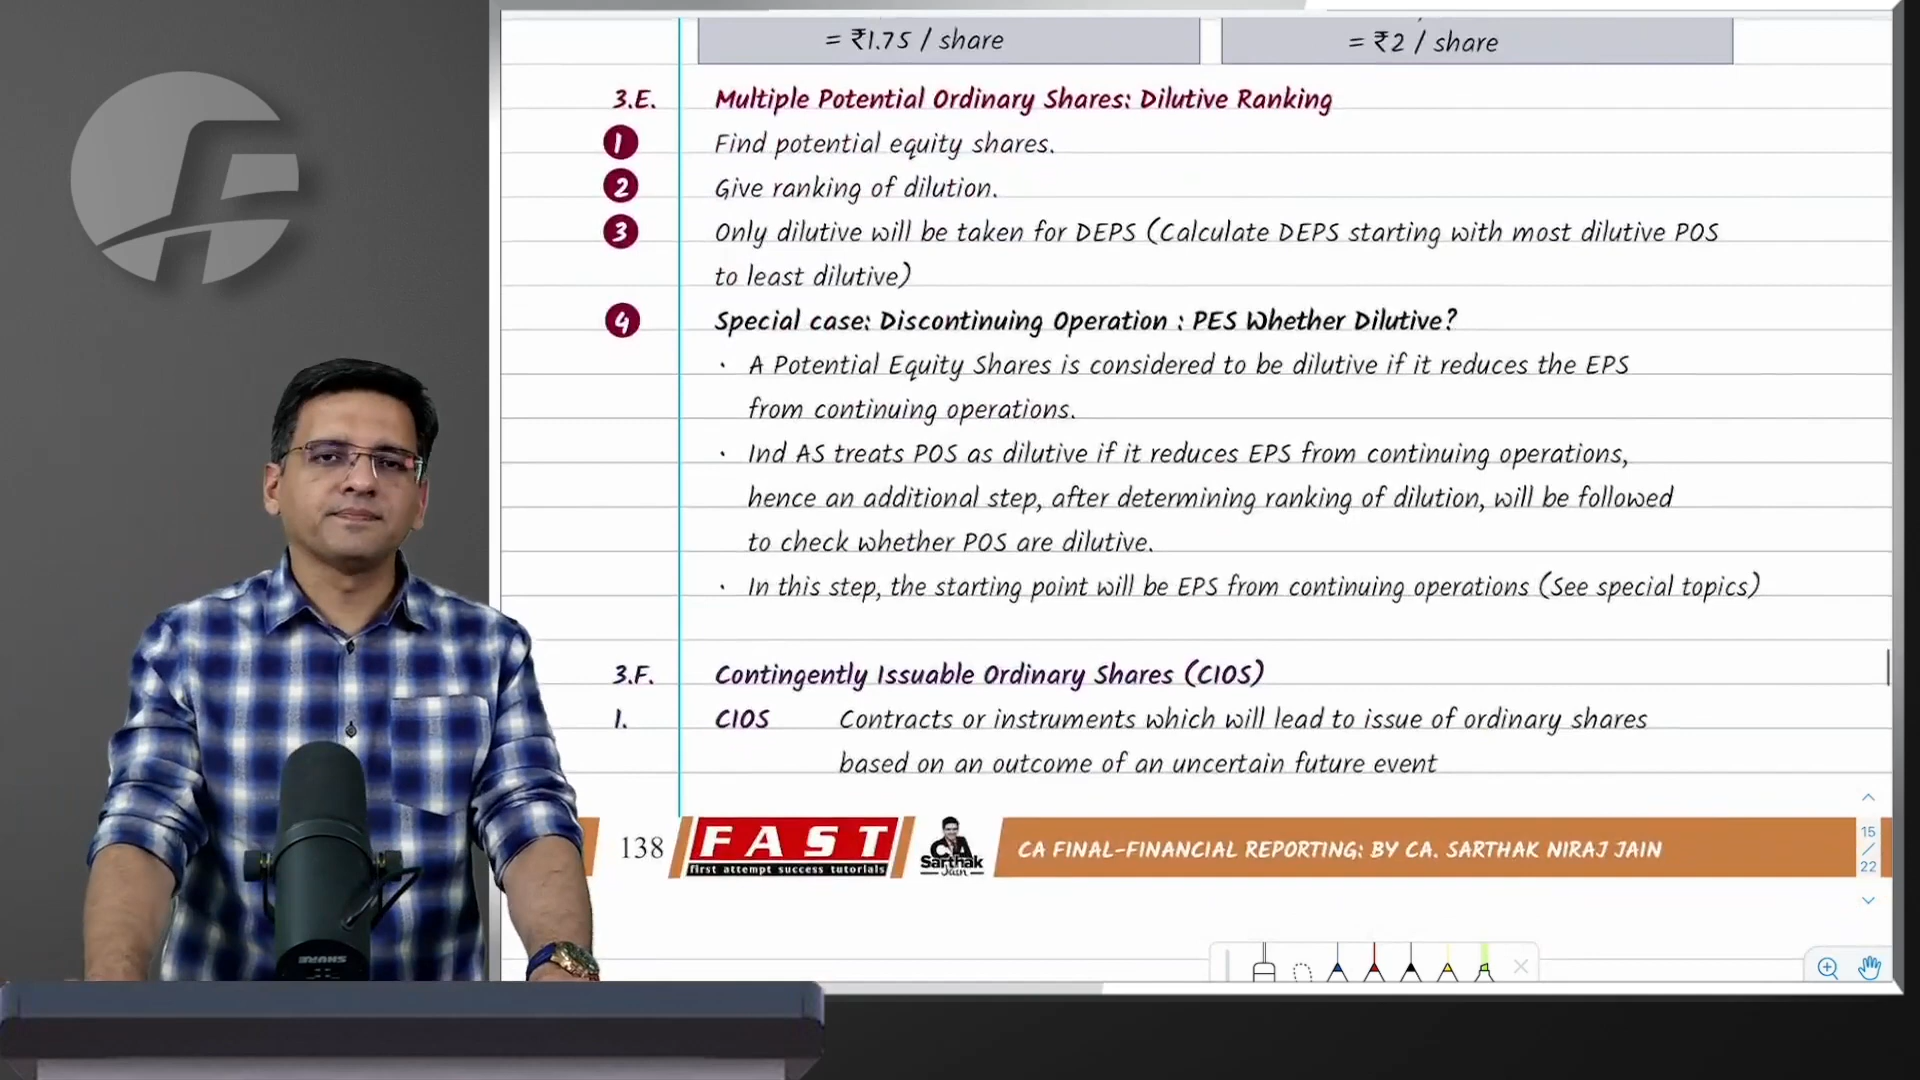 = ₹1.75 / share
= ₹2 / share
3.E. Multiple Potential Ordinary Shares: Dilutive Ranking
1 Find potential equity shares.
2 Give ranking of dilution.
3 Only dilutive will be taken for DEPS (Calculate DEPS starting with most dilutive POS
to least dilutive)
4 Special case: Discontinuing Operation : PES Whether Dilutive?
· A Potential Equity Shares is considered to be dilutive if it reduces the EPS
from continuing operations.
· Ind AS treats POS as dilutive if it reduces EPS from continuing operations,
hence an additional step, after determining ranking of dilution, will be followed
to check whether POS are dilutive.
· In this step, the starting point will be EPS from continuing operations (See special topics)
3.F. Contingently Issuable Ordinary Shares (CIOS)
1. CIOS Contracts or instruments which will lead to issue of ordinary shares
based on an outcome of an uncertain future event
138
FAST
first attempt success tutorials
CA
Sarthak
Jain
CA FINAL-FINANCIAL REPORTING: BY CA. SARTHAK NIRAJ JAIN
15
/
22
SHURE